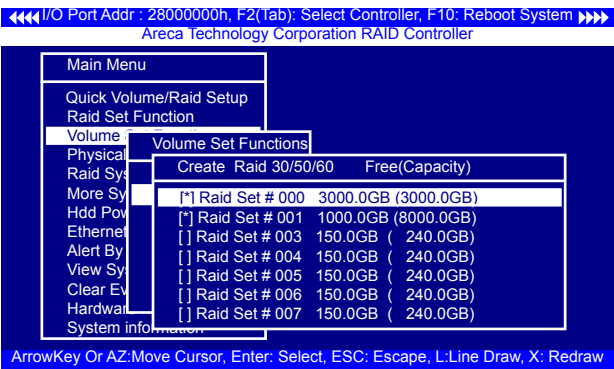 I/O Port Addr : 28000000h, F2(Tab): Select Controller, F10: Reboot System
Areca Technology Corporation RAID Controller
Main Menu
Quick Volume/Raid Setup
Raid Set Function
Volume
Physical
Raid Sys
More Sy
Hdd Pow
Ethernet
Alert By
View Sy
Clear Ev
Hardware
System information
Volume Set Functions
Create Raid 30/50/60 Free(Capacity)
[*] Raid Set # 000 3000.0GB (3000.0GB)
[*] Raid Set # 001 1000.0GB (8000.0GB)
[ ] Raid Set # 003 150.0GB ( 240.0GB)
[ ] Raid Set # 004 150.0GB ( 240.0GB)
[ ] Raid Set # 005 150.0GB ( 240.0GB)
[ ] Raid Set # 006 150.0GB ( 240.0GB)
[ ] Raid Set # 007 150.0GB ( 240.0GB)
ArrowKey Or AZ:Move Cursor, Enter: Select, ESC: Escape, L:Line Draw, X: Redraw